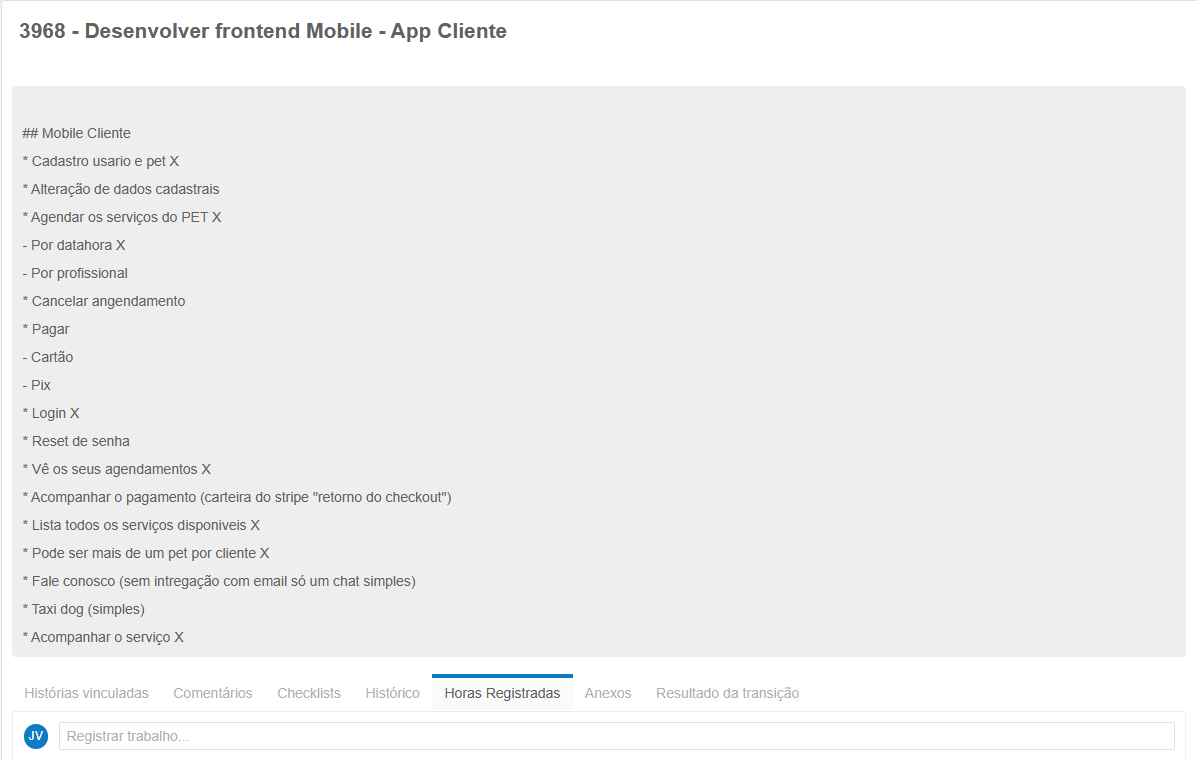 3968 - Desenvolver frontend Mobile - App Cliente
## Mobile Cliente
* Cadastro usario e pet X
* Alteração de dados cadastrais
* Agendar os serviços do PET X
- Por datahora X
- Por profissional
* Cancelar angendamento
* Pagar
- Cartão
- Pix
* Login X
* Reset de senha
* Vê os seus agendamentos X
* Acompanhar o pagamento (carteira do stripe "retorno do checkout")
* Lista todos os serviços disponiveis X
* Pode ser mais de um pet por cliente X
* Fale conosco (sem intregação com email só um chat simples)
* Taxi dog (simples)
* Acompanhar o serviço X
Histórias vinculadas Comentários Checklists Histórico Horas Registradas Anexos Resultado da transição
JV Registrar trabalho...